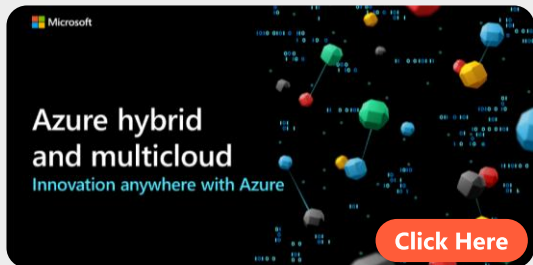 Microsoft
Azure hybrid
and multicloud
Innovation anywhere with Azure
Click Here